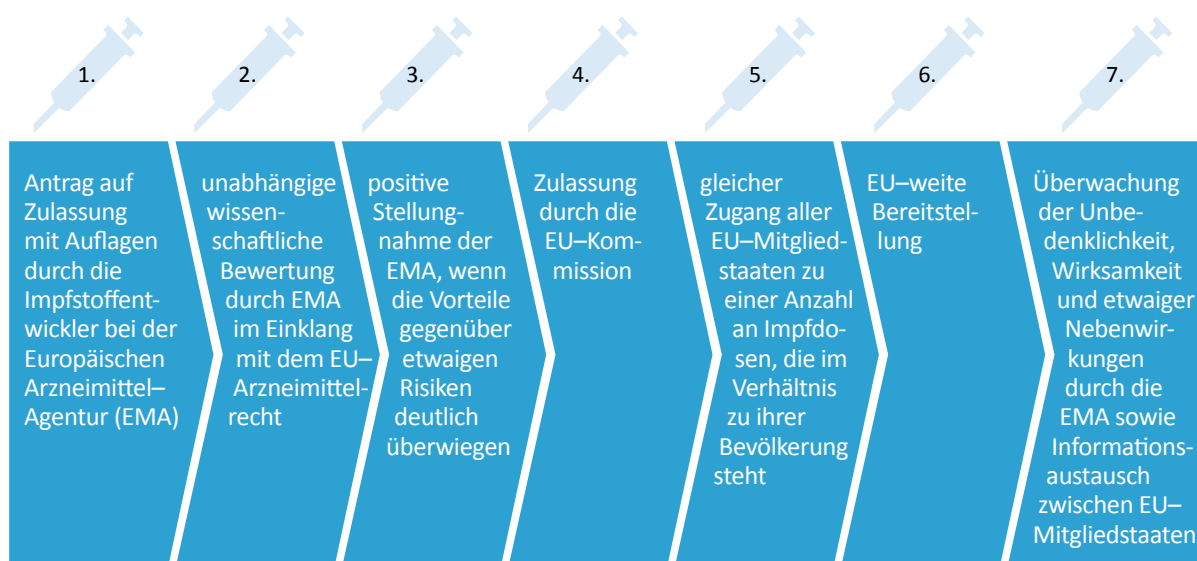 1.
2.
3.
4.
5.
6.
7.
Antrag auf
Zulassung
mit Auflagen
durch die
Impfstoffent-
wickler bei der
Europäischen
Arzneimittel–
Agentur (EMA)
unabhängige
wissen-
schaftliche
Bewertung
durch EMA
im Einklang
mit dem EU–
Arzneimittel-
recht
positive
Stellung-
nahme der
EMA, wenn
die Vorteile
gegenüber
etwaigen
Risiken
deutlich
überwiegen
Zulassung
durch die
EU–Kom-
mission
gleicher
Zugang aller
EU–Mitglied-
staaten zu
einer Anzahl
an Impfdo-
sen, die im
Verhältnis
zu ihrer
Bevölkerung
steht
EU–weite
Bereitstel-
lung
Überwachung
der Unbe-
denklichkeit,
Wirksamkeit
und etwaiger
Nebenwir-
kungen
durch die
EMA sowie
Informations-
austausch
zwischen EU–
Mitgliedstaaten